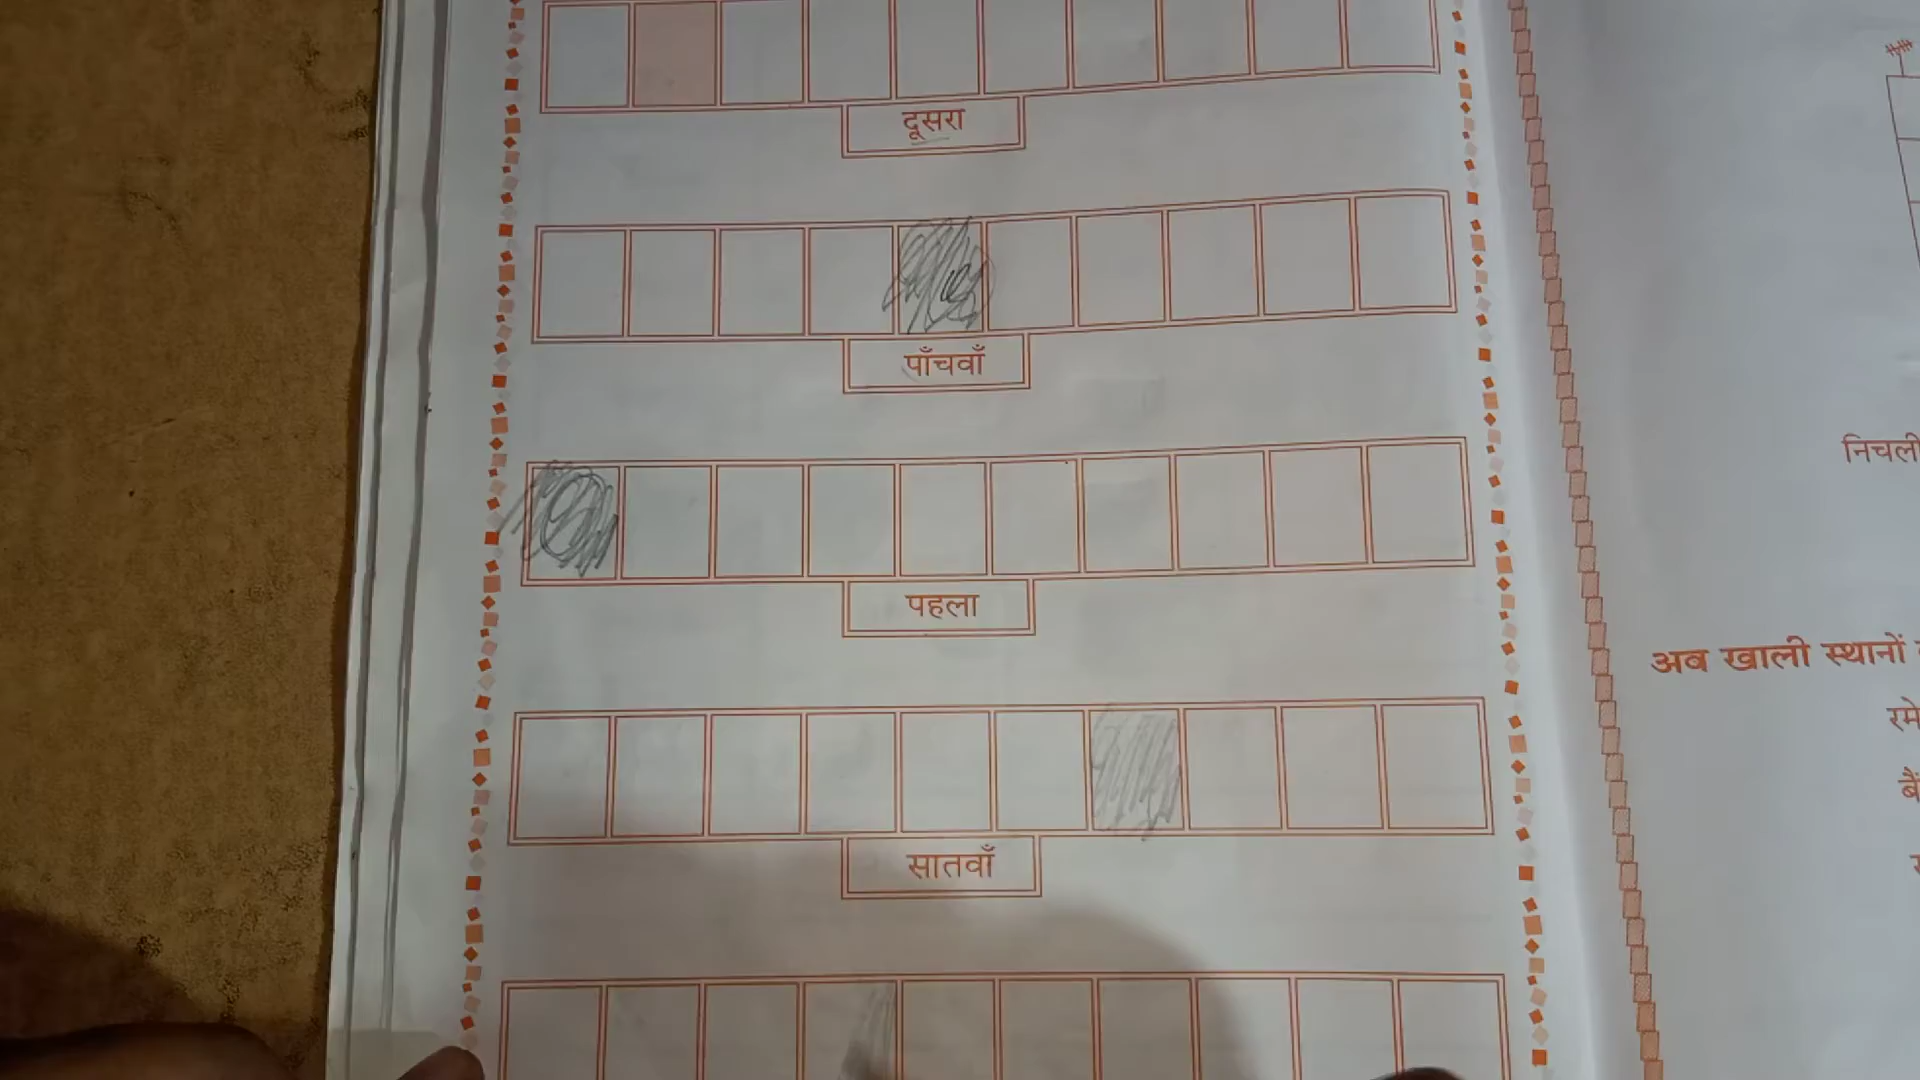 दूसरा
पाँचवाँ
पहला
निचली
अब खाली स्थानों
सातवाँ